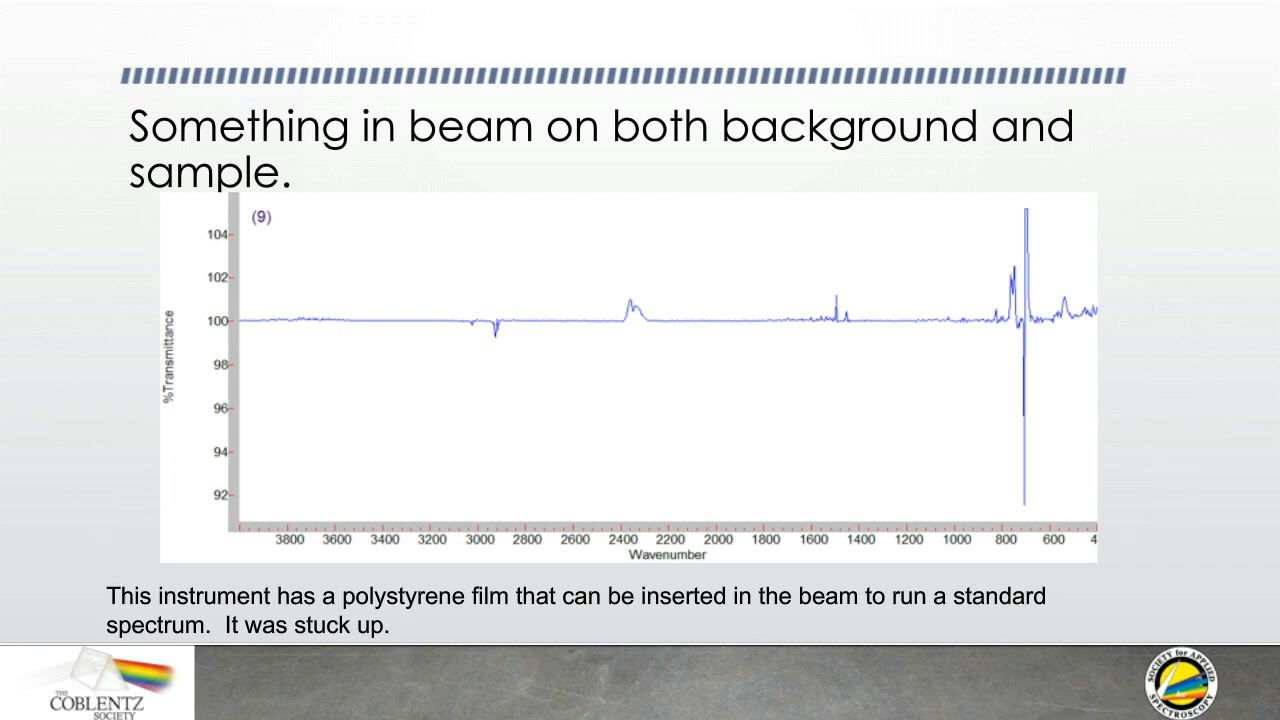 Something in beam on both background and
sample.
(9)
104
102
100
98
96
94
92
%Transmittance
3800 3600 3400 3200 3000 2800 2600 2400 2200 2000 1800 1600 1400 1200 1000 800 600 4
Wavenumber
This instrument has a polystyrene film that can be inserted in the beam to run a standard
spectrum.  It was stuck up.
THE
COBLENTZ
SOCIETY
SOCIETY for APPLIED
SPECTROSCOPY